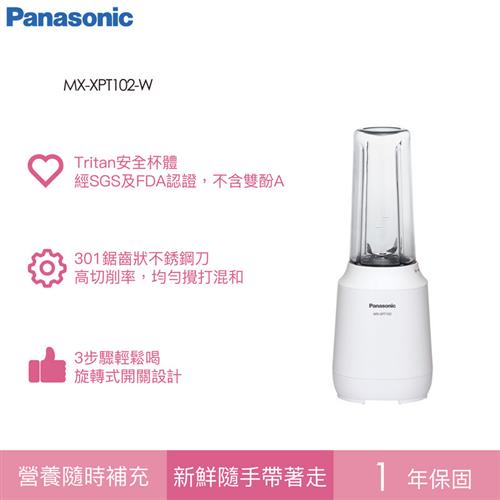 Panasonic
MX-XPT102-W
Tritan安全杯體
經SGS及FDA認證，不含雙酚A
301鋸齒狀不銹鋼刀
高切削率，均勻攪打混和
3步驟輕鬆喝
旋轉式開關設計
Panasonic
MX-XPT102
營養隨時補充
新鮮隨手帶著走
1 年保固